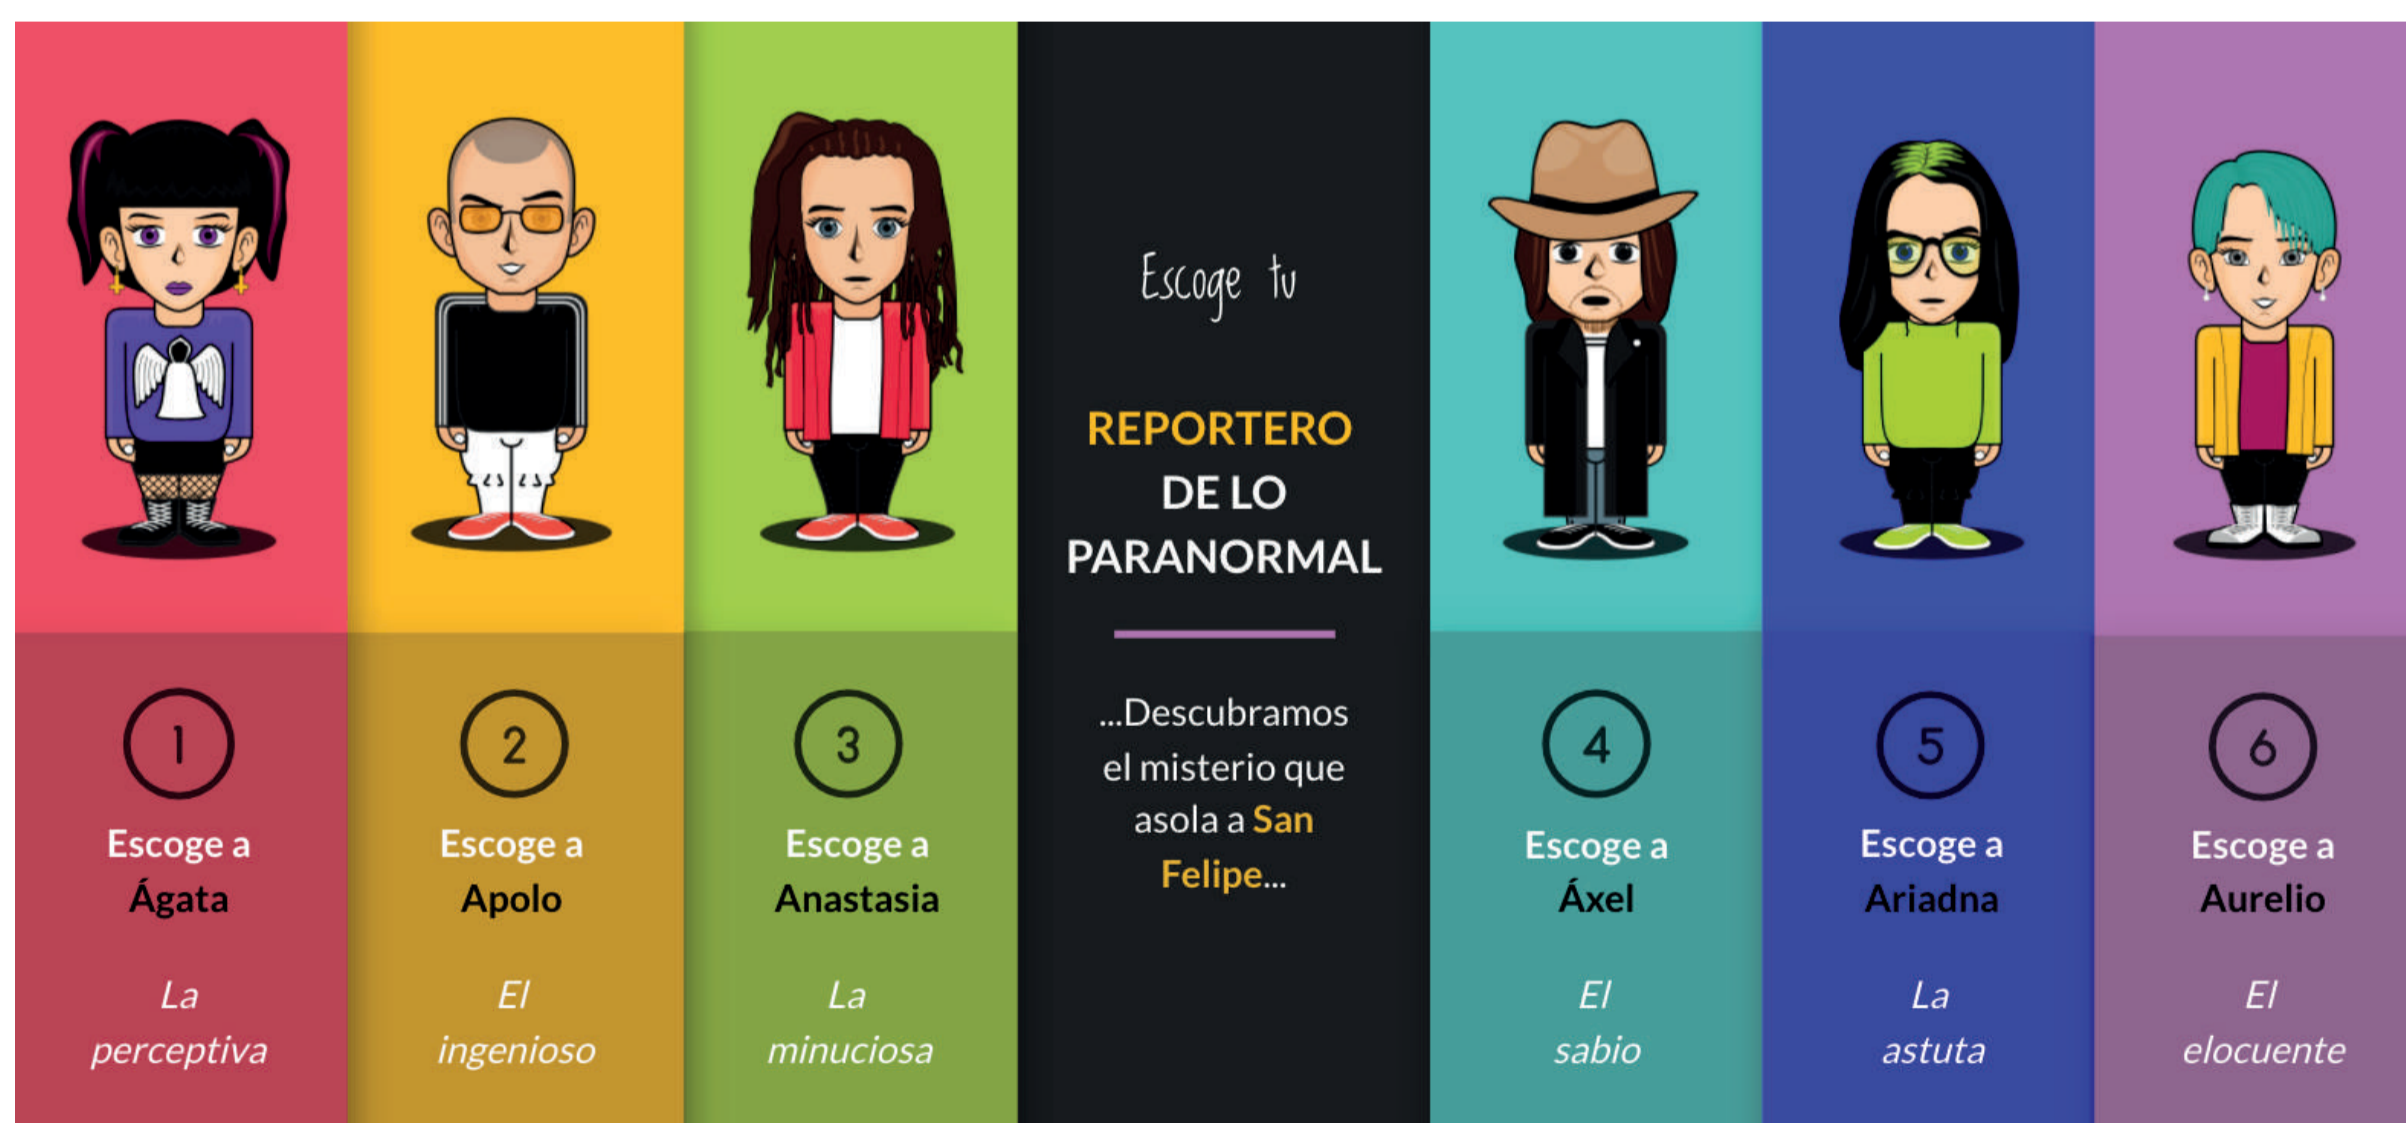 1
Escoge a
Ágata
La
perceptiva
2
Escoge a
Apolo
El
ingenioso
3
Escoge a
Anastasia
La
minuciosa
Escoge tu
REPORTERO
DE LO
PARANORMAL
...Descubramos
el misterio que
asola a San
Felipe...
4
Escoge a
Áxel
El
sabio
5
Escoge a
Ariadna
La
astuta
6
Escoge a
Aurelio
El
elocuente